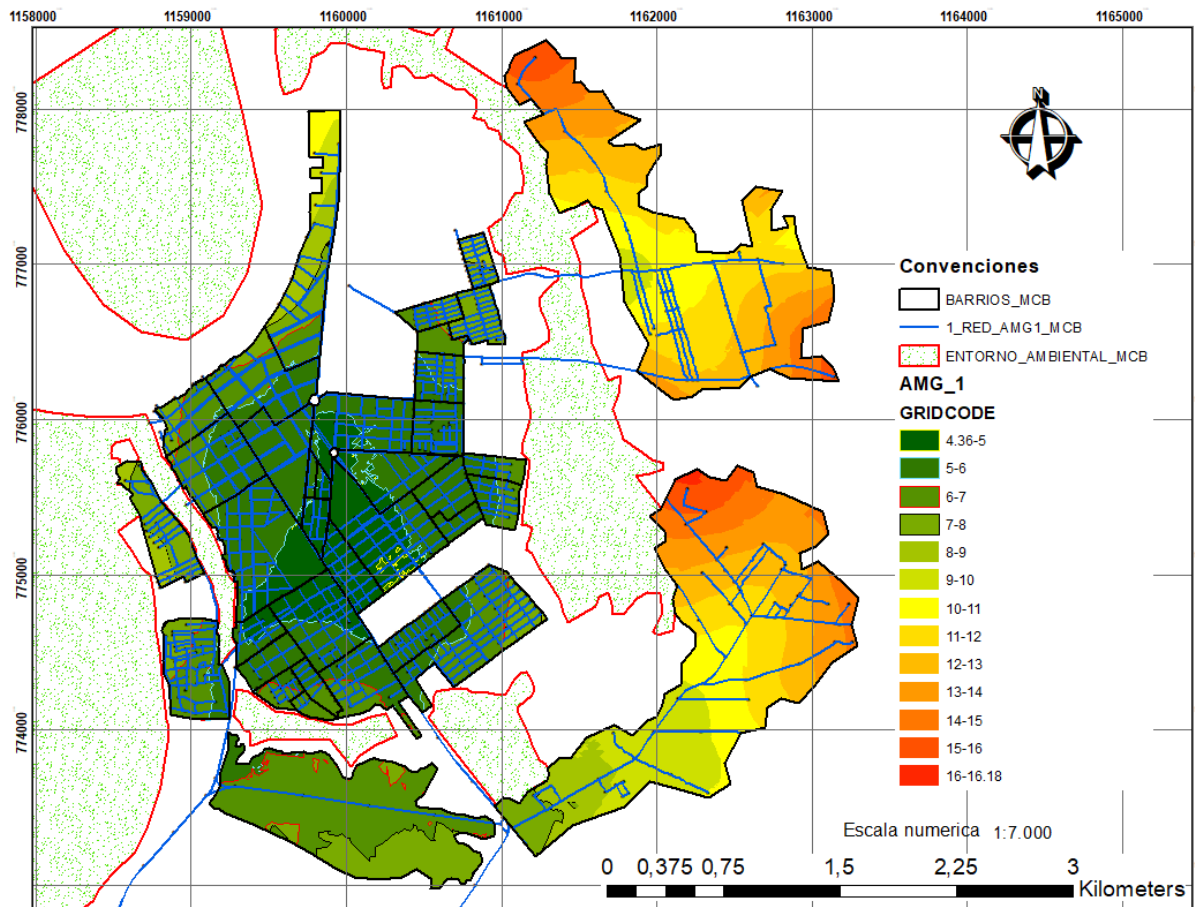 1158000 1159000 1160000 1161000 1162000 1163000 1164000 1165000
778000
777000
776000
775000
774000
N
Convenciones
BARRIOS_MCB
1_RED_AMG1_MCB
ENTORNO_AMBIENTAL_MCB
AMG_1
GRIDCODE
4.36-5
5-6
6-7
7-8
8-9
9-10
10-11
11-12
12-13
13-14
14-15
15-16
16-16.18
Escala numerica 1:7.000
0 0,375 0,75 1,5 2,25 3
Kilometers